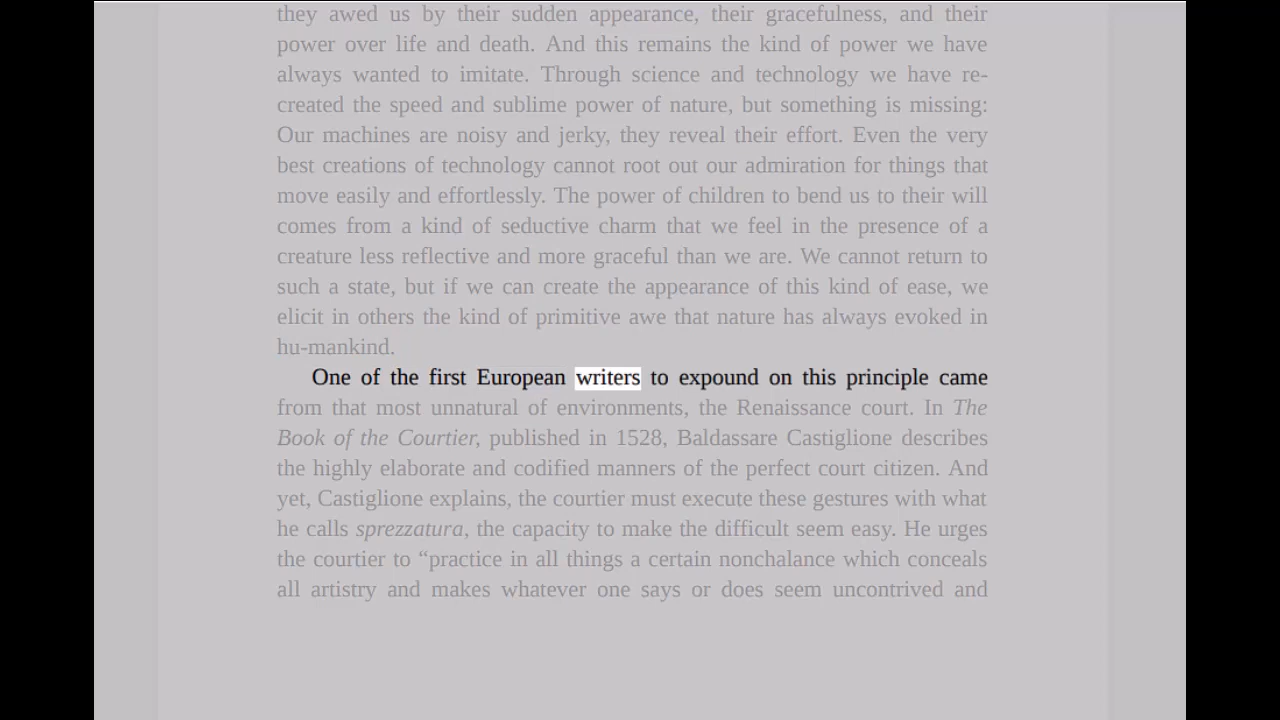 they awed us by their sudden appearance, their gracefulness, and their
power over life and death. And this remains the kind of power we have
always wanted to imitate. Through science and technology we have re-
created the speed and sublime power of nature, but something is missing:
Our machines are noisy and jerky, they reveal their effort. Even the very
best creations of technology cannot root out our admiration for things that
move easily and effortlessly. The power of children to bend us to their will
comes from a kind of seductive charm that we feel in the presence of a
creature less reflective and more graceful than we are. We cannot return to
such a state, but if we can create the appearance of this kind of ease, we
elicit in others the kind of primitive awe that nature has always evoked in
hu-mankind.
One of the first European writers to expound on this principle came
from that most unnatural of environments, the Renaissance court. In The
Book of the Courtier, published in 1528, Baldassare Castiglione describes
the highly elaborate and codified manners of the perfect court citizen. And
yet, Castiglione explains, the courtier must execute these gestures with what
he calls sprezzatura, the capacity to make the difficult seem easy. He urges
the courtier to “practice in all things a certain nonchalance which conceals
all artistry and makes whatever one says or does seem uncontrived and